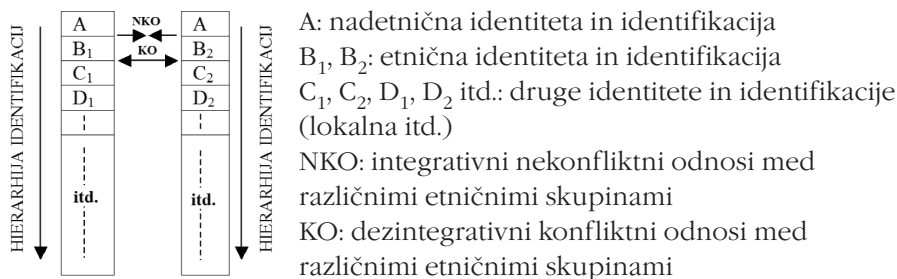 HIERARHIJA IDENTIFIKACIJ
A
B₁
C₁
D₁
itd.
NKO
KO
A
B₂
C₂
D₂
itd.
HIERARHIJA IDENTIFIKACIJ
A: nadetnična identiteta in identifikacija
B₁, B₂: etnična identiteta in identifikacija
C₁, C₂, D₁, D₂ itd.: druge identitete in identifikacije
(lokalna itd.)
NKO: integrativni nekonfliktni odnosi med
različnimi etničnimi skupinami
KO: dezintegrativni konfliktni odnosi med
različnimi etničnimi skupinami